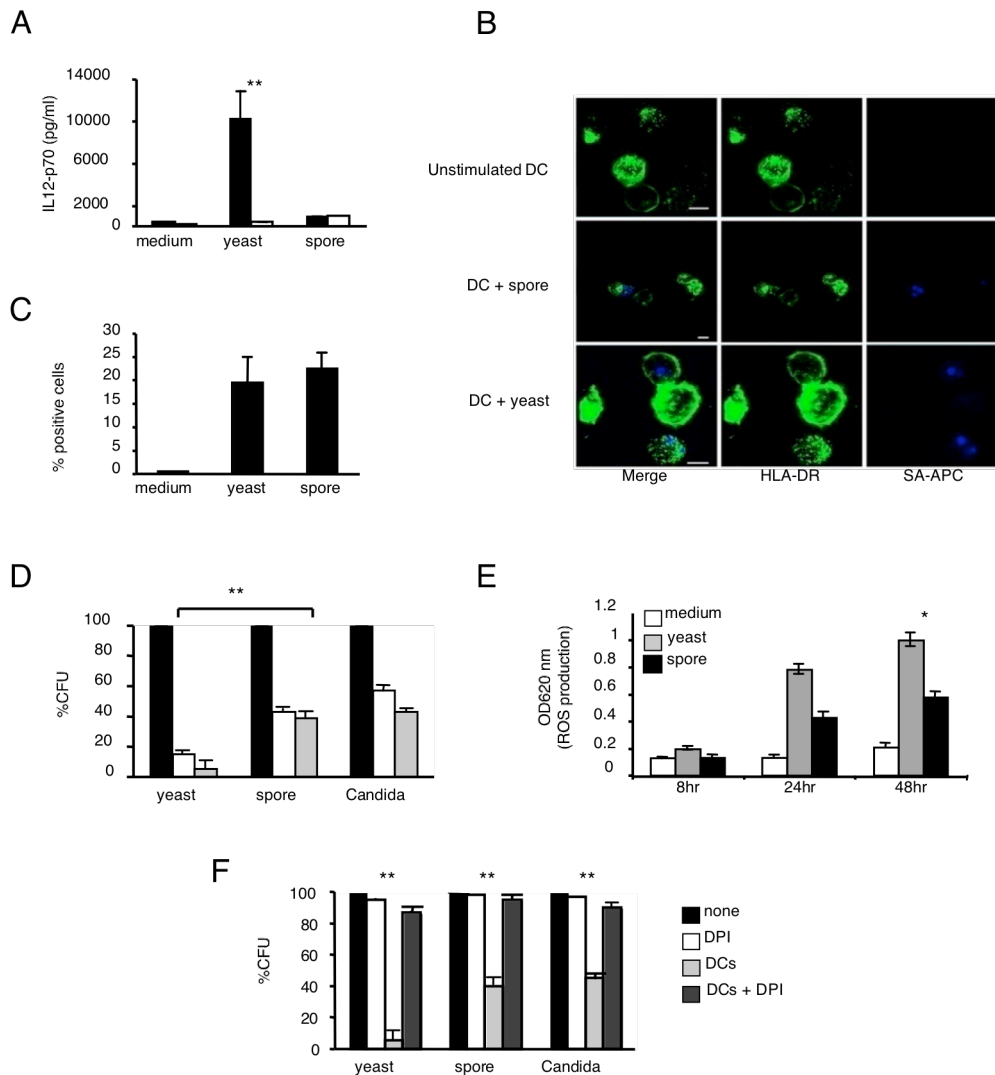 A
IL12-p70 (pg/ml)
14000
10000
6000
2000
0
**
medium yeast spore
B
Unstimulated DC
DC + spore
DC + yeast
Merge HLA-DR SA-APC
C
% positive cells
30
25
20
15
10
5
0
medium yeast spore
D
%CFU
100
80
60
40
20
0
**
yeast spore Candida
E
OD620 nm
(ROS production)
1.2
1
0.8
0.6
0.4
0.2
0
medium
yeast
spore
*
8hr 24hr 48hr
F
%CFU
100
80
60
40
20
0
** ** **
yeast spore Candida
none
DPI
DCs
DCs + DPI